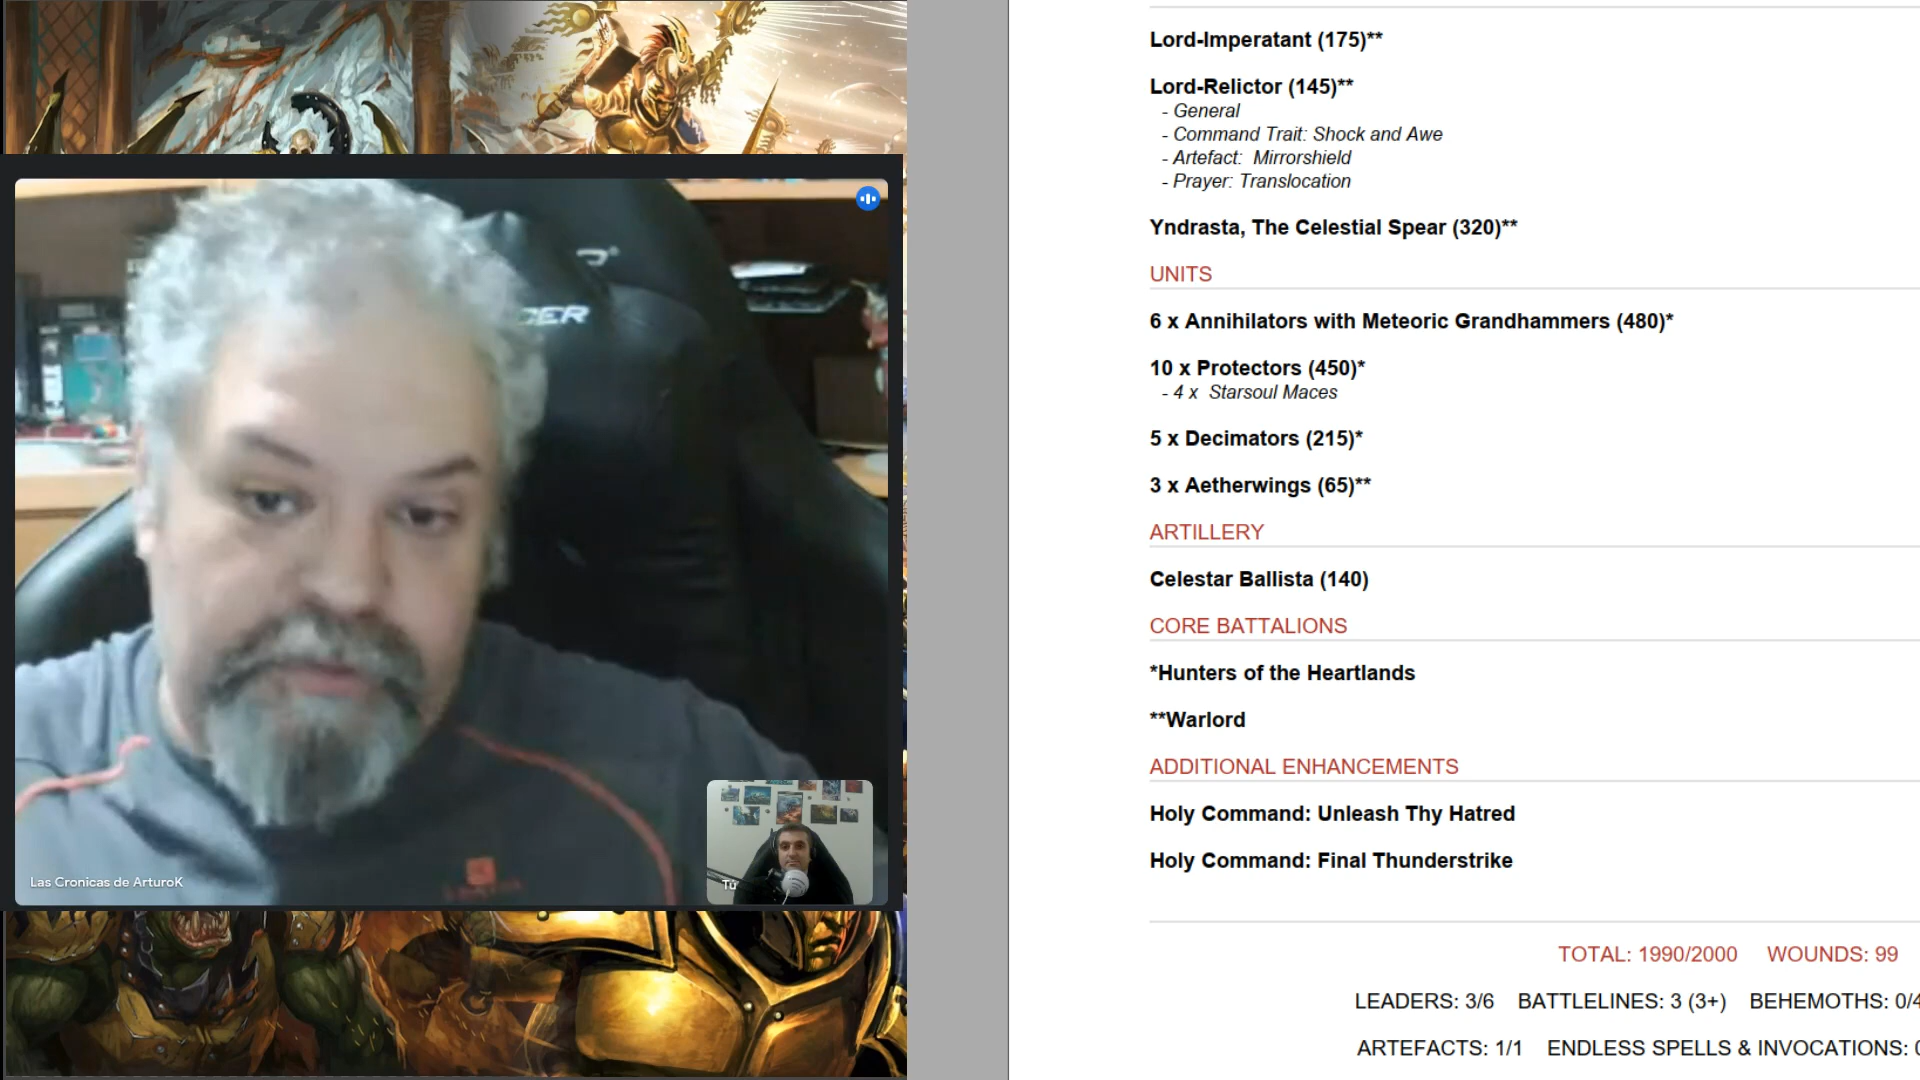 Lord-Imperatant (175)**
Lord-Relictor (145)**
- General
- Command Trait: Shock and Awe
- Artefact:  Mirrorshield
- Prayer: Translocation
Yndrasta, The Celestial Spear (320)**
UNITS
6 x Annihilators with Meteoric Grandhammers (480)*
10 x Protectors (450)*
- 4 x  Starsoul Maces
5 x Decimators (215)*
3 x Aetherwings (65)**
ARTILLERY
Celestar Ballista (140)
CORE BATTALIONS
*Hunters of the Heartlands
**Warlord
ADDITIONAL ENHANCEMENTS
Holy Command: Unleash Thy Hatred
Holy Command: Final Thunderstrike
TOTAL: 1990/2000 WOUNDS: 99
LEADERS: 3/6 BATTLELINES: 3 (3+) BEHEMOTHS: 0/4
ARTEFACTS: 1/1 ENDLESS SPELLS & INVOCATIONS: 0
CER
Las Cronicas de ArturoK
Tú